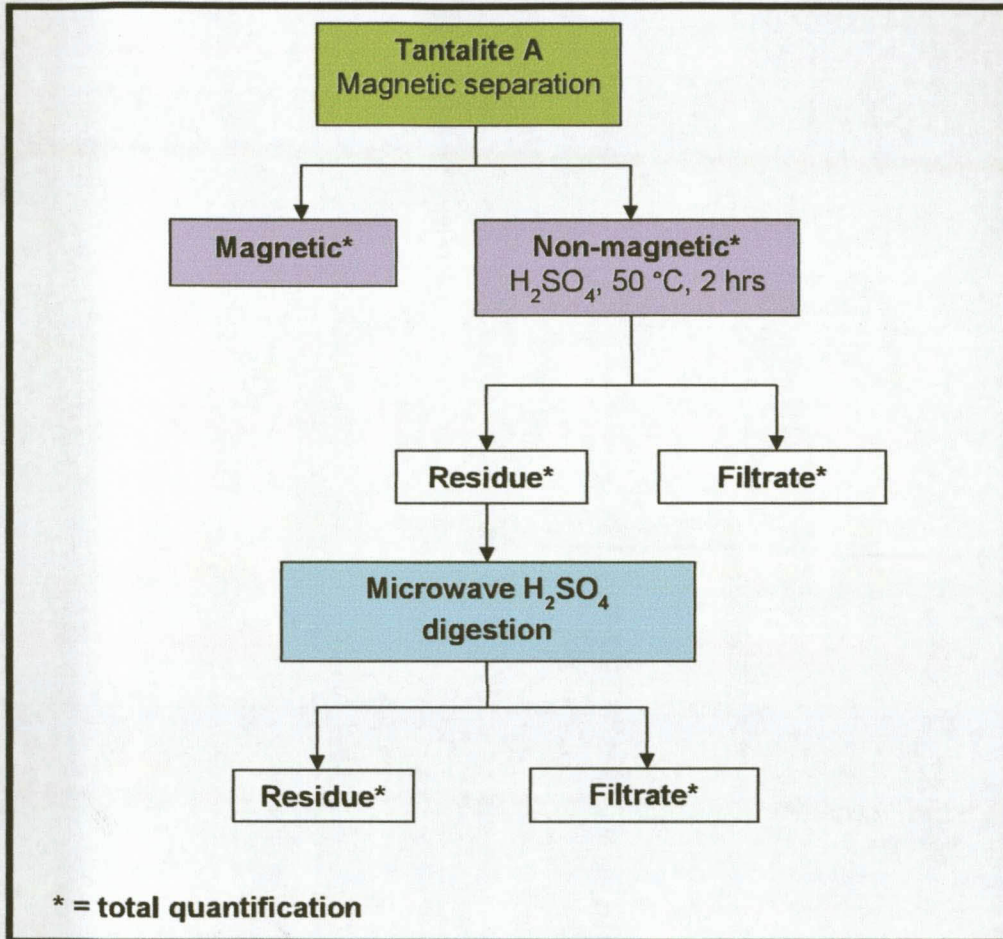 Tantalite A
Magnetic separation
Magnetic*
Non-magnetic*
H₂SO₄, 50 °C, 2 hrs
Residue*
Filtrate*
Microwave H₂SO₄
digestion
Residue*
Filtrate*
* = total quantification